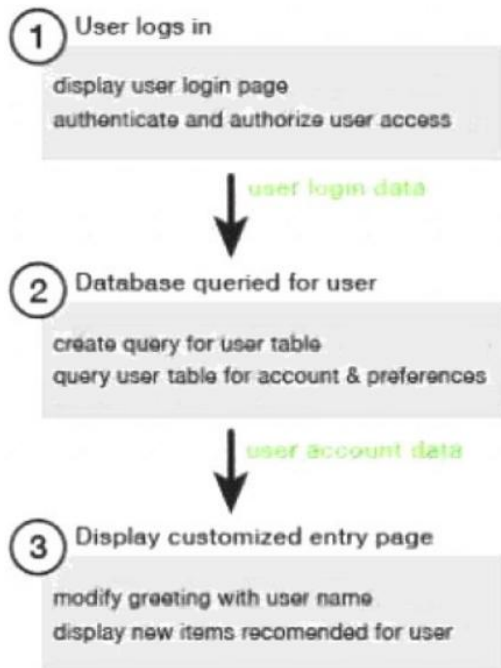 1 User logs in
display user login page
authenticate and authorize user access
user login data
2 Database queried for user
create query for user table
query user table for account & preferences
user account data
3 Display customized entry page
modify greeting with user name
display new items recomended for user